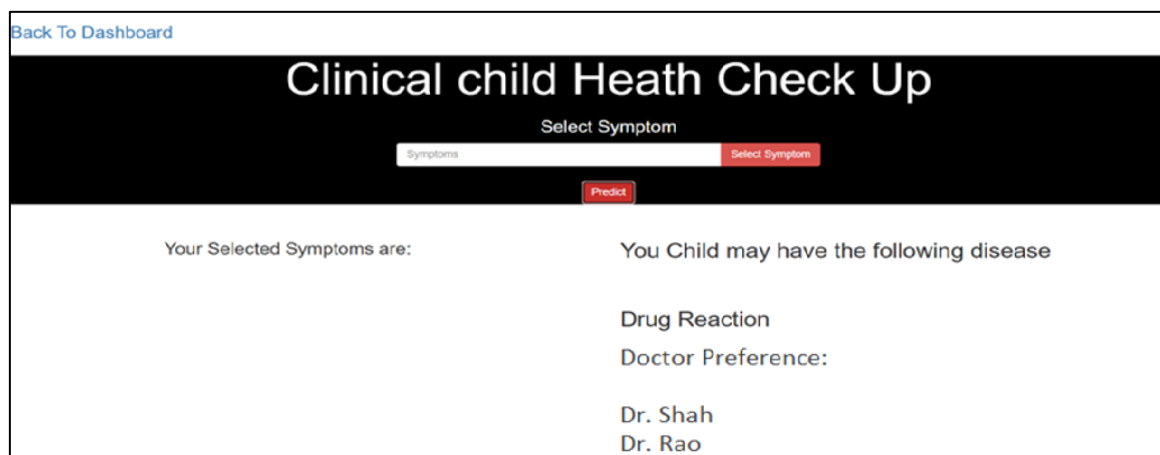 Back To Dashboard
Clinical child Heath Check Up
Select Symptom
Symptoms
Select Symptom
Predict
Your Selected Symptoms are:
You Child may have the following disease
Drug Reaction
Doctor Preference:
Dr. Shah
Dr. Rao